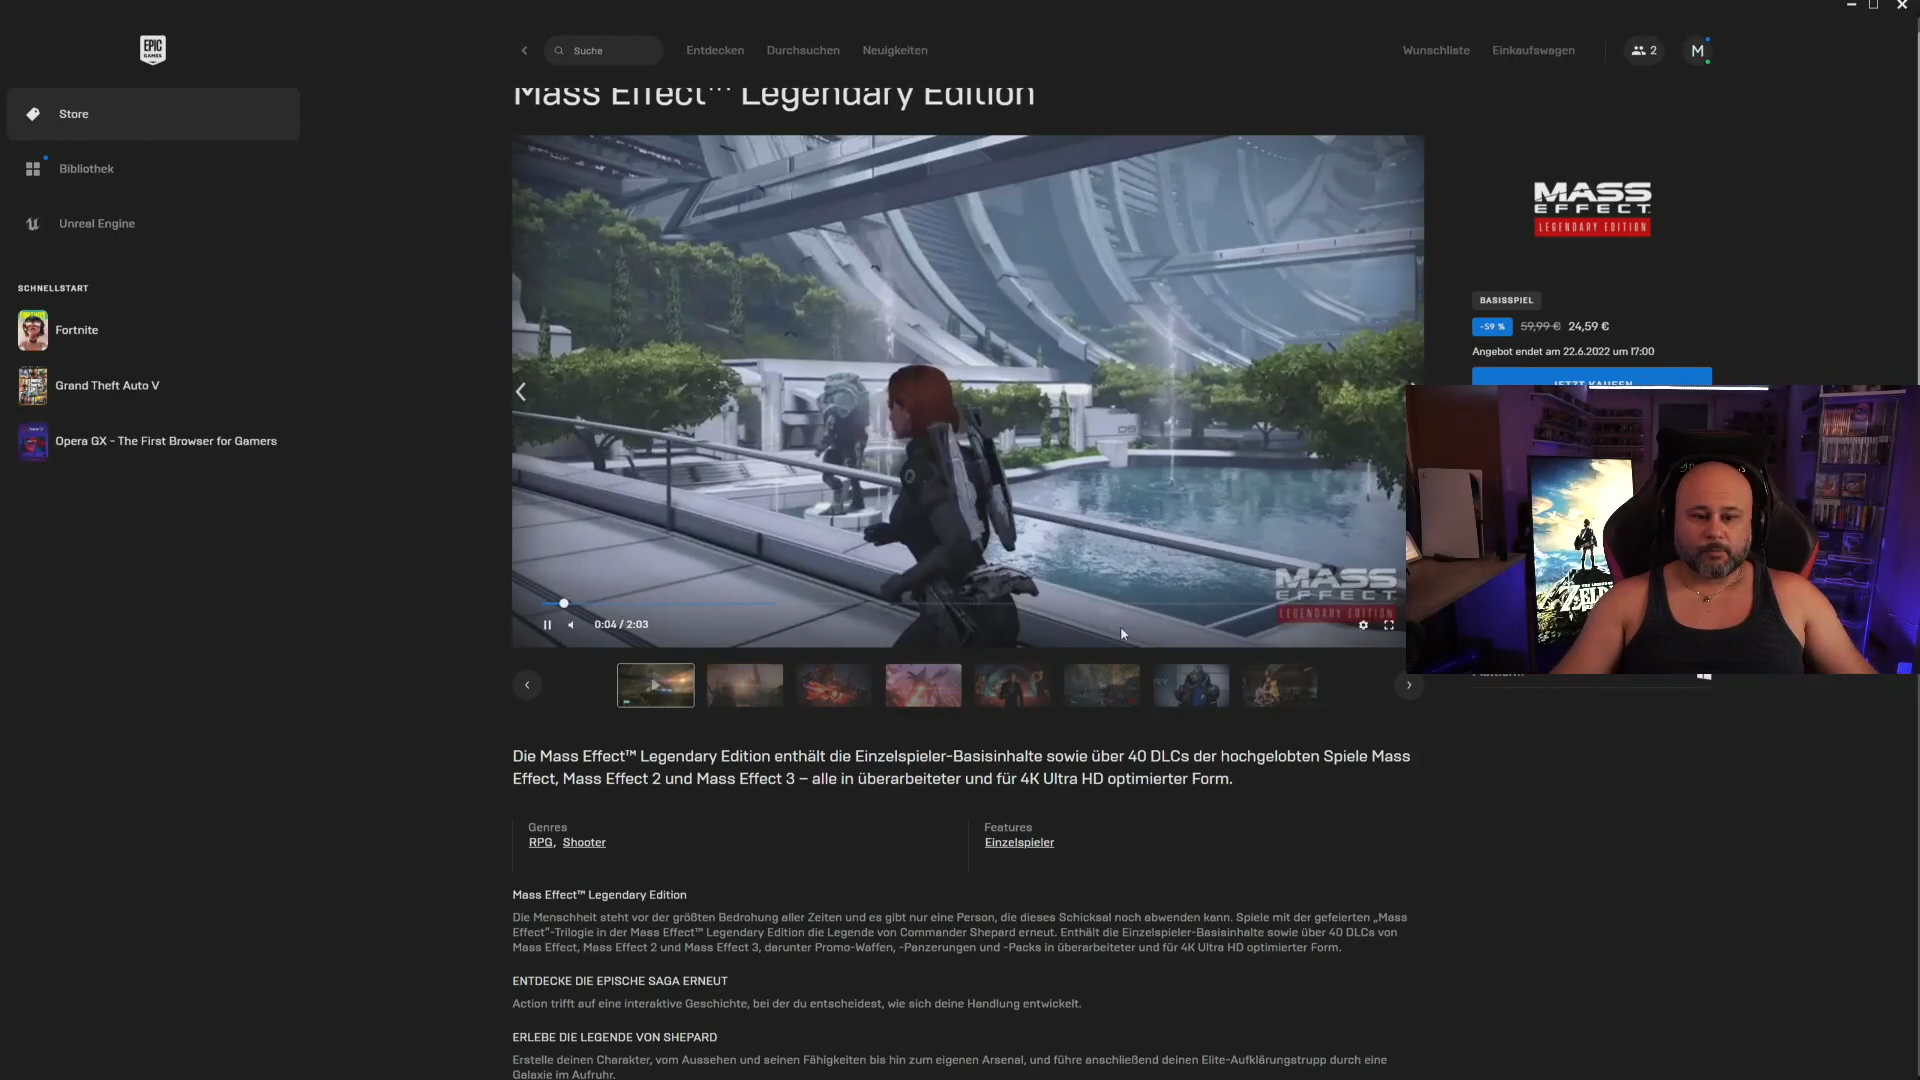 EPIC
GAMES
Suche
Entdecken
Durchsuchen
Neuigkeiten
Wunschliste
Einkaufswagen
2
M
Store
Bibliothek
Unreal Engine
SCHNELLSTART
Fortnite
Grand Theft Auto V
Opera GX - The First Browser for Gamers
Mass Effect™ Legendary Edition
09
MASS
EFFECT
LEGENDARY EDITION
0:04 / 2:03
MASS
EFFECT
LEGENDARY EDITION
BASISSPIEL
-59 % 59,99 € 24,59 €
Angebot endet am 22.6.2022 um 17:00
JETZT KAUFEN
Die Mass Effect™ Legendary Edition enthält die Einzelspieler-Basisinhalte sowie über 40 DLCs der hochgelobten Spiele Mass
Effect, Mass Effect 2 und Mass Effect 3 – alle in überarbeiteter und für 4K Ultra HD optimierter Form.
Genres
RPG, Shooter
Features
Einzelspieler
Mass Effect™ Legendary Edition
Die Menschheit steht vor der größten Bedrohung aller Zeiten und es gibt nur eine Person, die dieses Schicksal noch abwenden kann. Spiele mit der gefeierten „Mass
Effect“-Trilogie in der Mass Effect™ Legendary Edition die Legende von Commander Shepard erneut. Enthält die Einzelspieler-Basisinhalte sowie über 40 DLCs von
Mass Effect, Mass Effect 2 und Mass Effect 3, darunter Promo-Waffen, -Panzerungen und -Packs in überarbeiteter und für 4K Ultra HD optimierter Form.
ENTDECKE DIE EPISCHE SAGA ERNEUT
Action trifft auf eine interaktive Geschichte, bei der du entscheidest, wie sich deine Handlung entwickelt.
ERLEBE DIE LEGENDE VON SHEPARD
Erstelle deinen Charakter, vom Aussehen und seinen Fähigkeiten bis hin zum eigenen Arsenal, und führe anschließend deinen Elite-Aufklärungstrupp durch eine
Galaxie im Aufruhr.